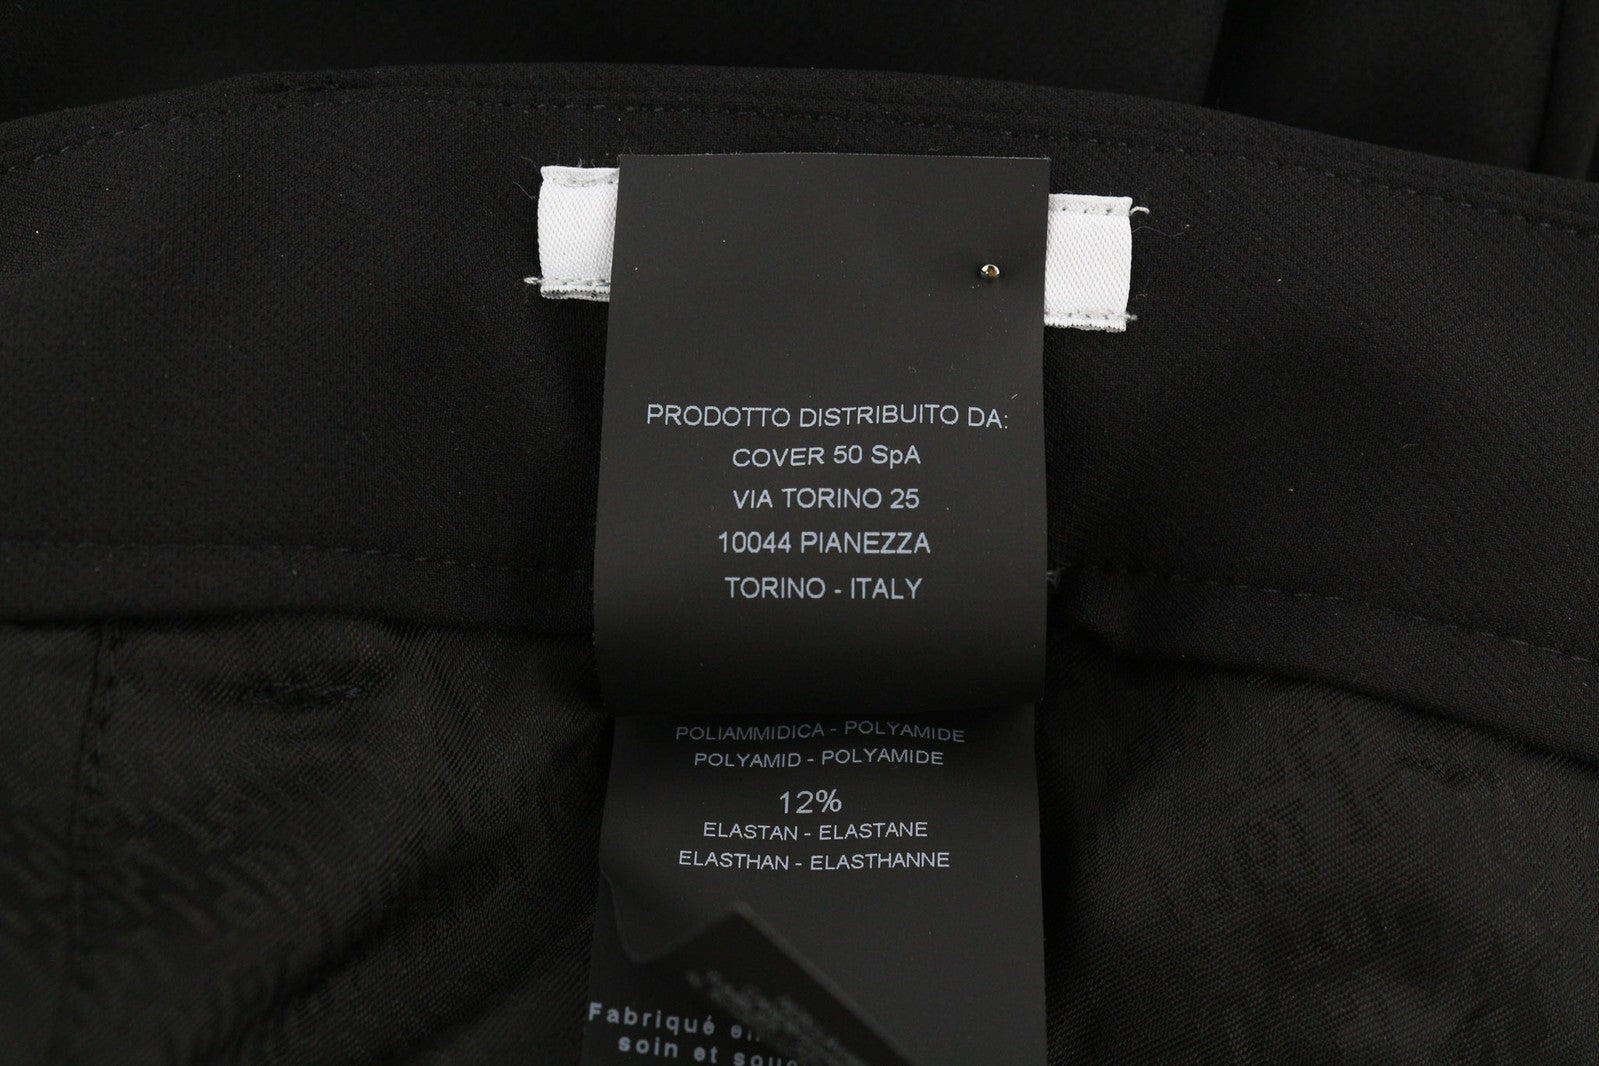 PRODOTTO DISTRIBUITO DA:
COVER 50 SpA
VIA TORINO 25
10044 PIANEZZA
TORINO - ITALY
POLIAMMIDICA - POLYAMIDE
POLYAMID - POLYAMIDE
12%
ELASTAN - ELASTANE
ELASTHAN - ELASTHANNE
Fabriqué
soin et